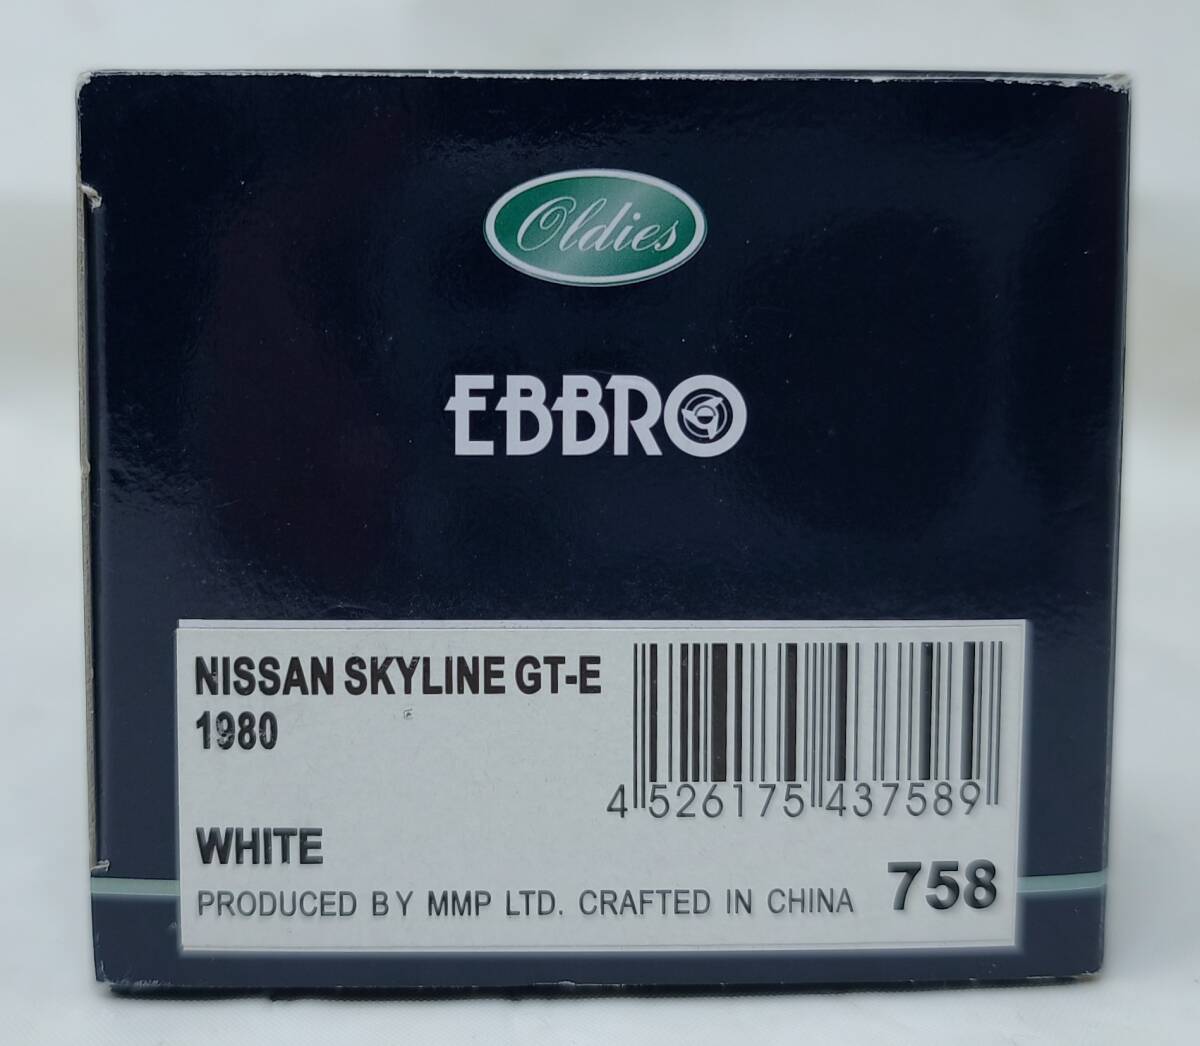 Oldies
EBBRO
NISSAN SKYLINE GT-E
1980
4 526175 437589
WHITE
758
PRODUCED BY MMP LTD. CRAFTED IN CHINA